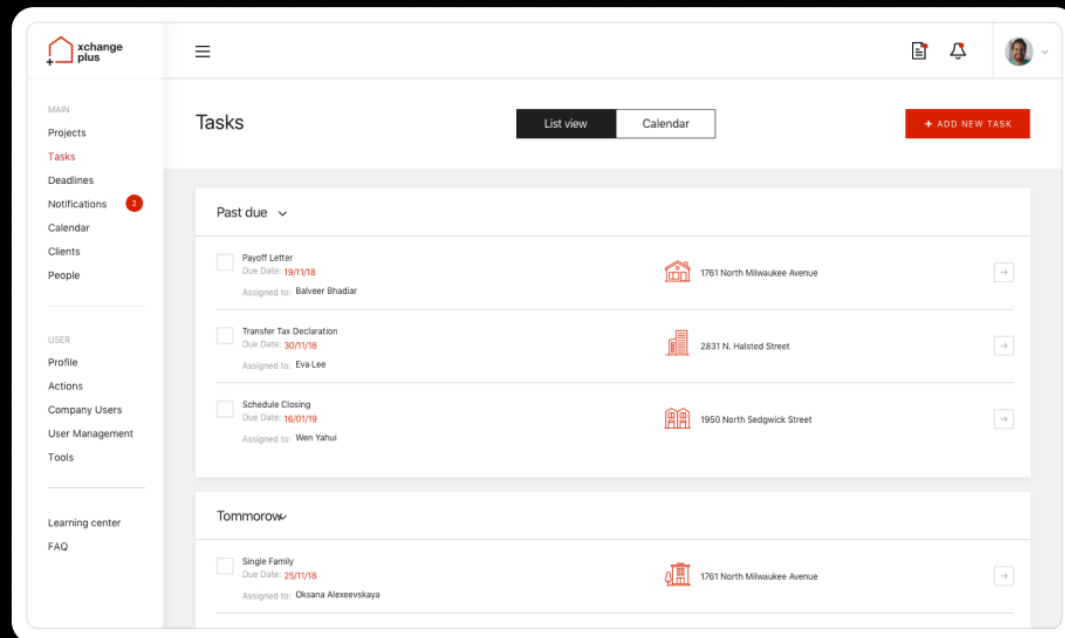 xchange
plus
MAIN
Projects
Tasks
Deadlines
Notifications 2
Calendar
Clients
People
USER
Profile
Actions
Company Users
User Management
Tools
Learning center
FAQ
Tasks
List view Calendar
+ ADD NEW TASK
Past due
Payoff Letter
Due Date: 19/11/18
Assigned to: Balveer Bhadiar
1761 North Milwaukee Avenue
Transfer Tax Declaration
Due Date: 30/11/18
Assigned to: Eva Lee
2831 N. Halsted Street
Schedule Closing
Due Date: 16/01/19
Assigned to: Wen Yahui
1950 North Sedgwick Street
Tommorow
Single Family
Due Date: 25/11/18
Assigned to: Oksana Alexeevskaya
1761 North Milwaukee Avenue